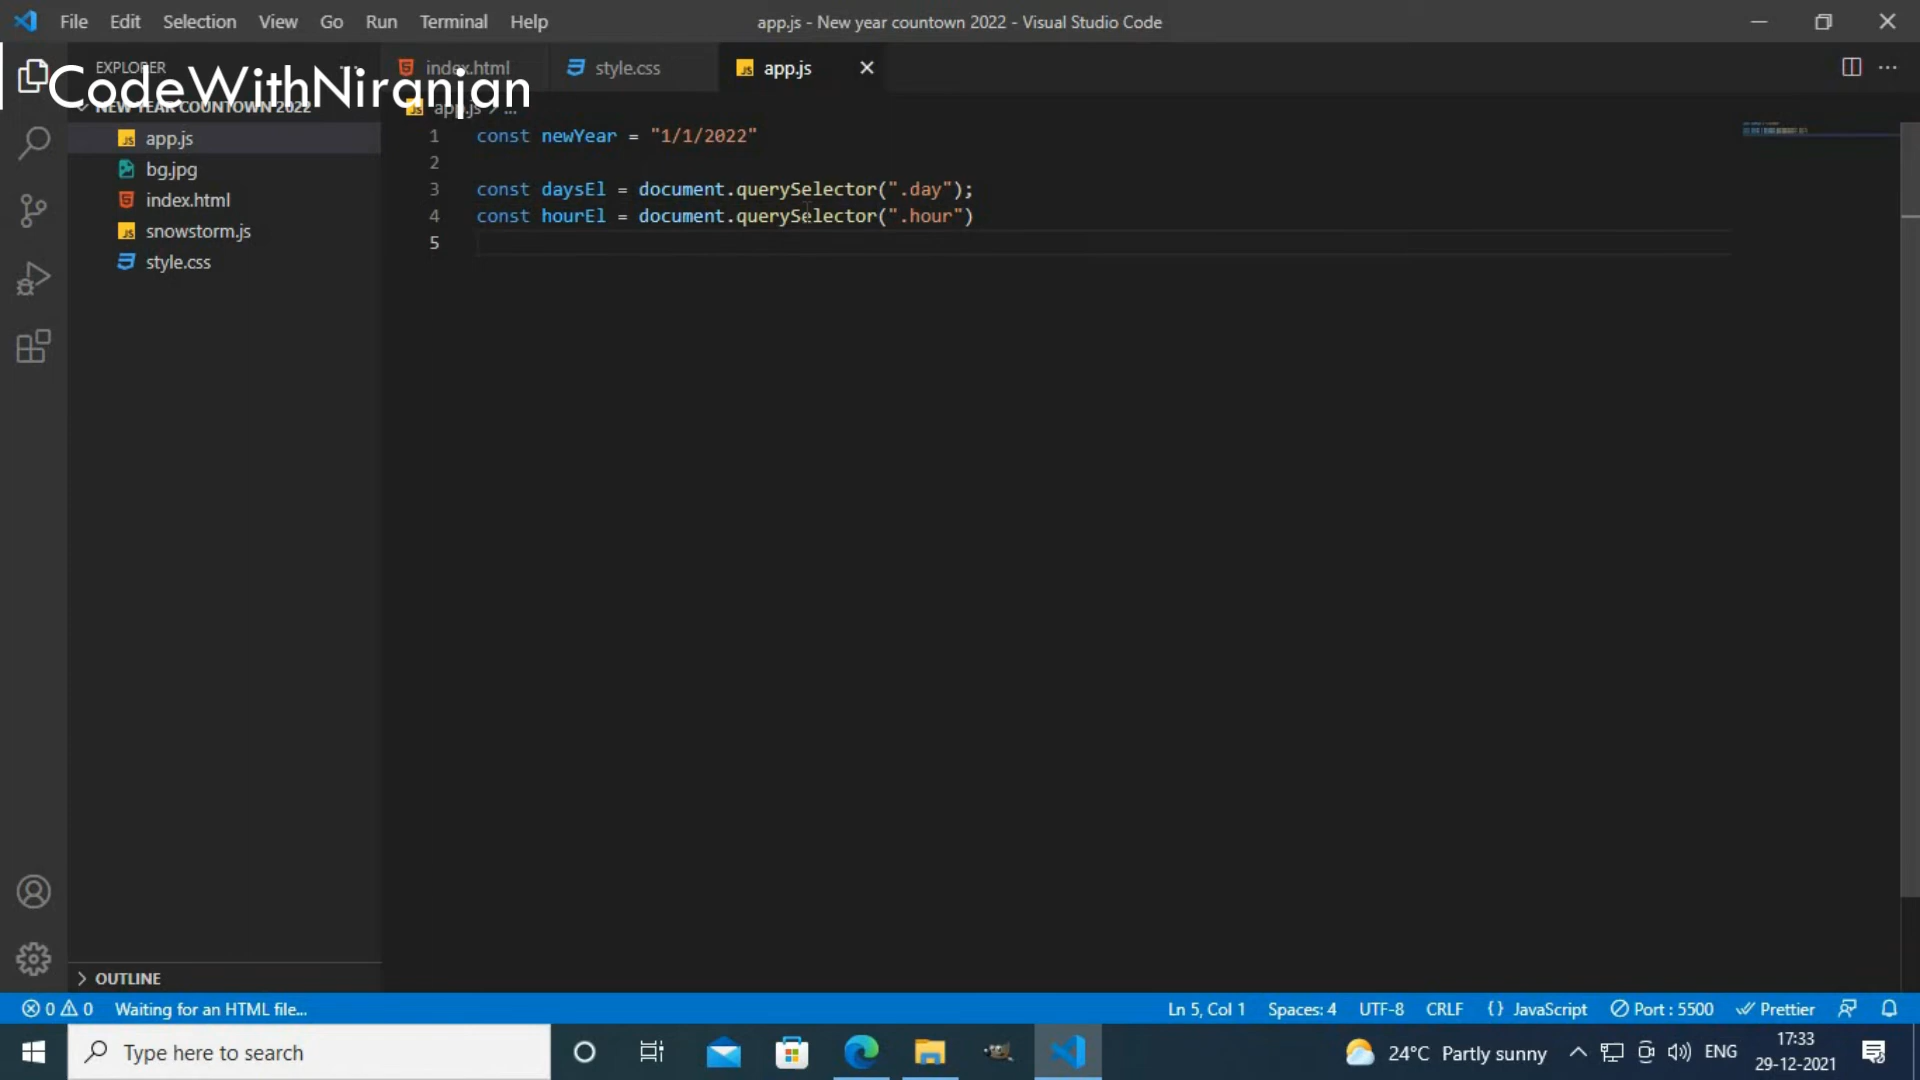 File Edit Selection View Go Run Terminal Help
app.js - New year countown 2022 - Visual Studio Code
CodeWithNiranjan
EXPLORER
index.html
style.css
app.js
NEW YEAR COUNTOWN 2022
app.js > ...
app.js
bg.jpg
index.html
snowstorm.js
style.css
1 const newYear = "1/1/2022"
2
3 const daysEl = document.querySelector(".day");
4 const hourEl = document.querySelector(".hour")
5
OUTLINE
0 0 Waiting for an HTML file...
Ln 5, Col 1 Spaces: 4 UTF-8 CRLF {} JavaScript Port : 5500 Prettier
Type here to search
24°C Partly sunny ENG
17:33
29-12-2021